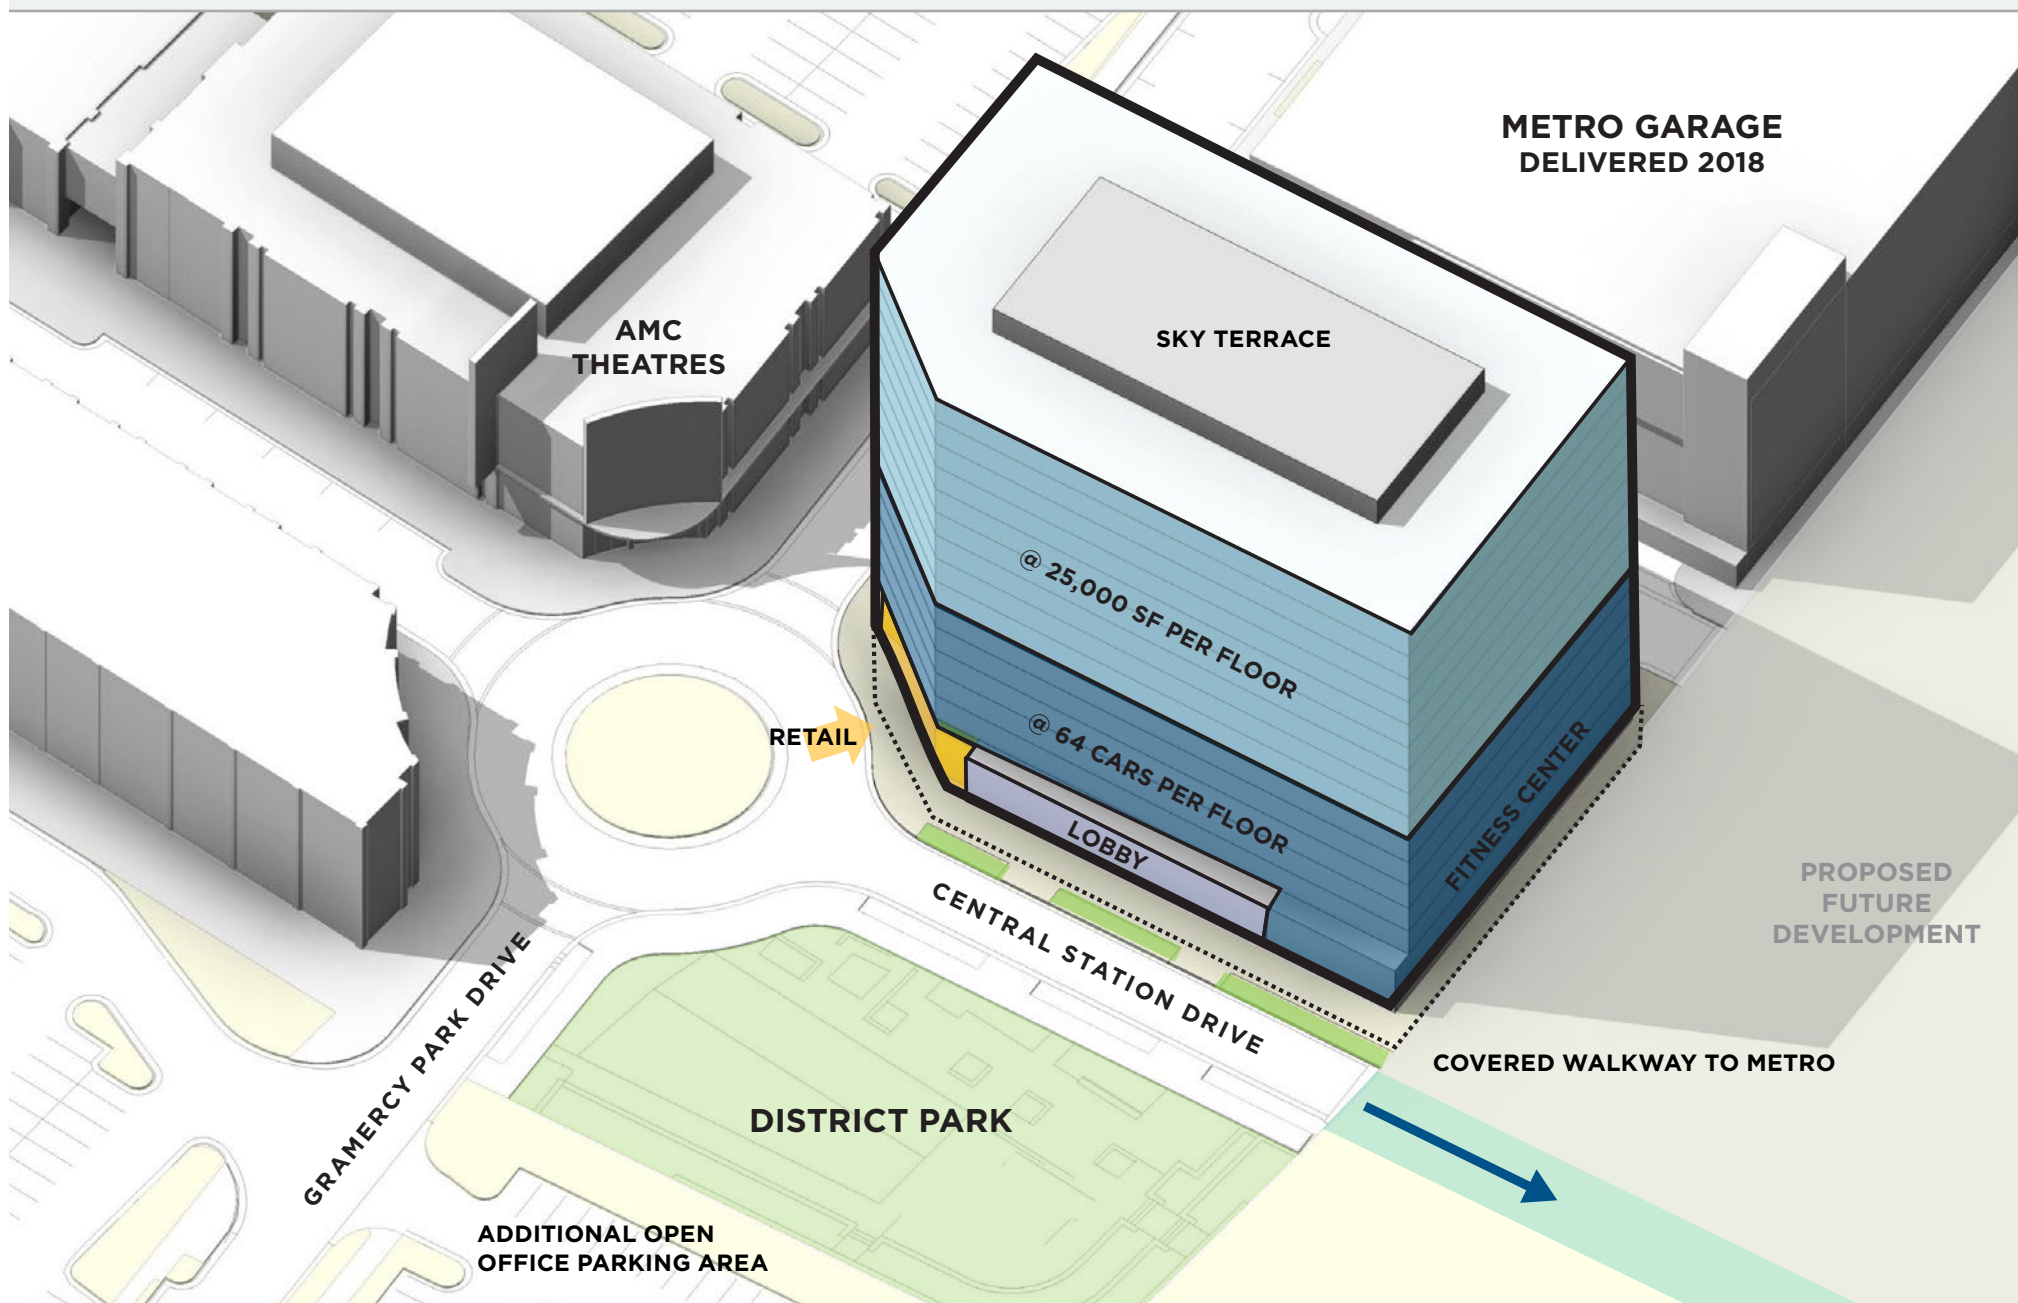 METRO GARAGE
DELIVERED 2018
AMC
THEATRES
SKY TERRACE
@ 25,000 SF PER FLOOR
RETAIL
@ 64 CARS PER FLOOR
FITNESS CENTER
LOBBY
PROPOSED
FUTURE
DEVELOPMENT
CENTRAL STATION DRIVE
GRAMERCY PARK DRIVE
COVERED WALKWAY TO METRO
DISTRICT PARK
ADDITIONAL OPEN
OFFICE PARKING AREA